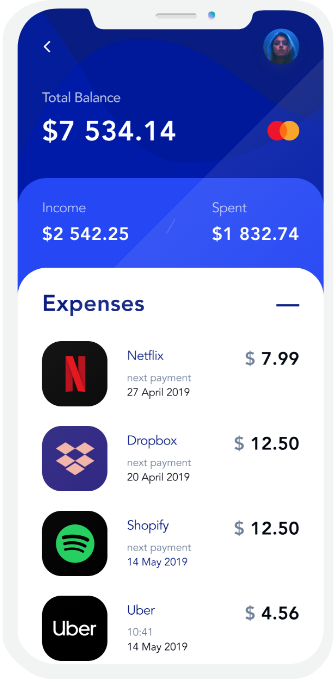 Total Balance
$7 534.14
Income
Spent
$2 542.25
/
$1 832.74
Expenses
Netflix
$ 7.99
next payment
27 April 2019
Dropbox
$ 12.50
next payment
20 April 2019
Shopify
$ 12.50
next payment
14 May 2019
Uber
Uber
$ 4.56
10:41
14 May 2019